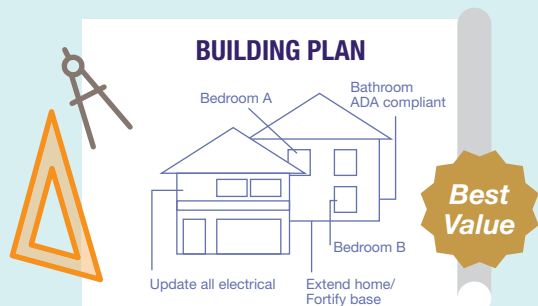 BUILDING PLAN
Bedroom A
Bathroom
ADA compliant
Best
Value
Bedroom B
Update all electrical
Extend home/
Fortify base